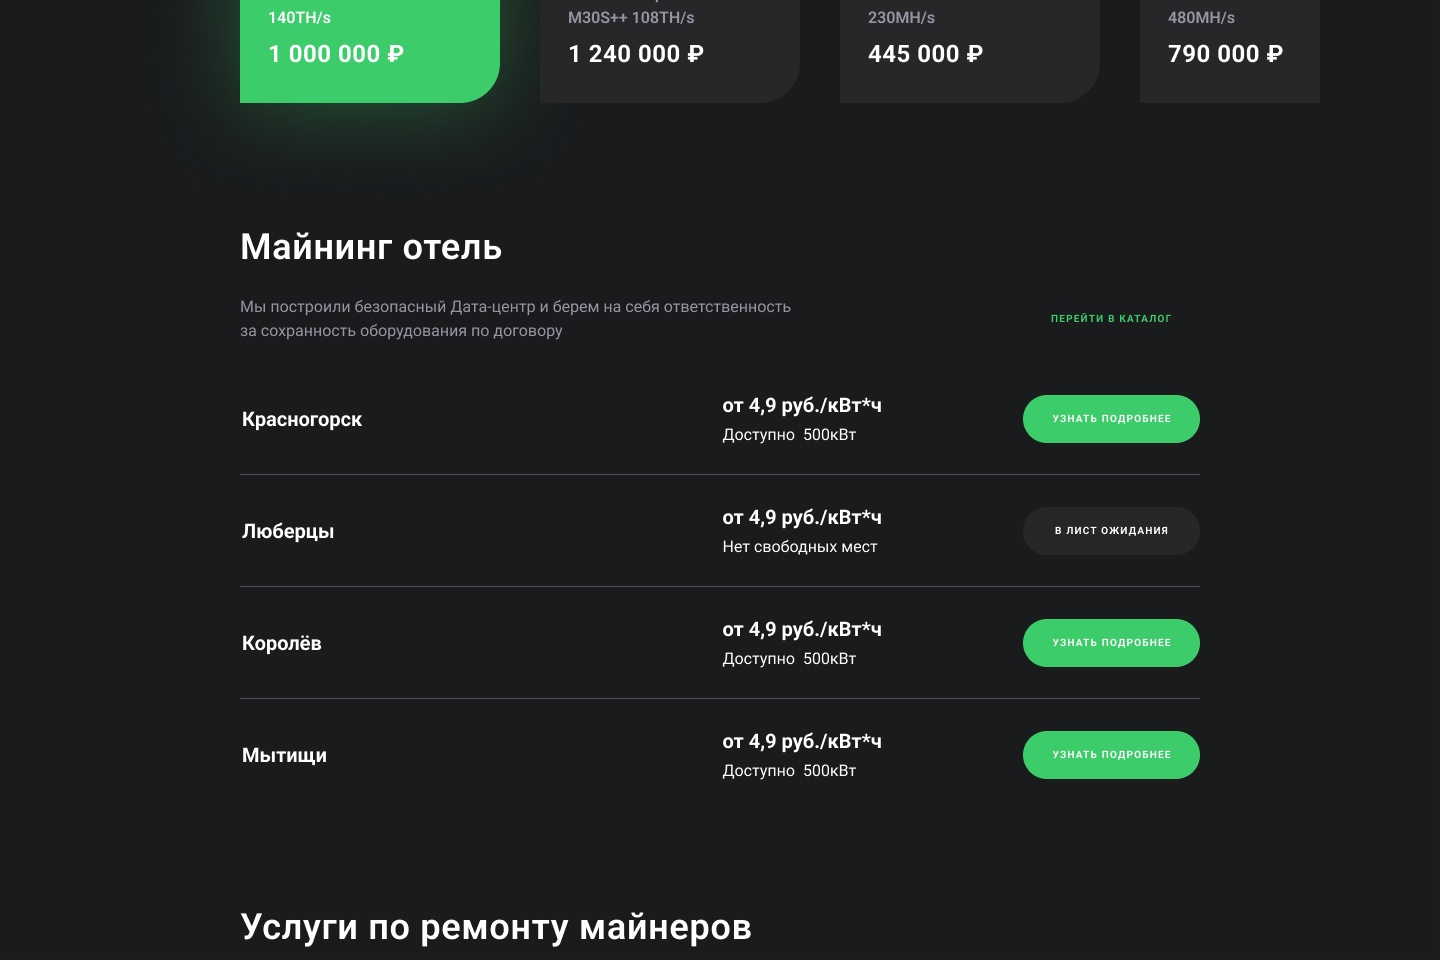 140TH/s
1 000 000 ₽
M30S++ 108TH/s
1 240 000 ₽
230MH/s
445 000 ₽
480MH/s
790 000 ₽
Майнинг отель
Мы построили безопасный Дата-центр и берем на себя ответственность
за сохранность оборудования по договору
ПЕРЕЙТИ В КАТАЛОГ
Красногорск
от 4,9 руб./кВт*ч
Доступно 500кВт
УЗНАТЬ ПОДРОБНЕЕ
Люберцы
от 4,9 руб./кВт*ч
Нет свободных мест
В ЛИСТ ОЖИДАНИЯ
Королёв
от 4,9 руб./кВт*ч
Доступно 500кВт
УЗНАТЬ ПОДРОБНЕЕ
Мытищи
от 4,9 руб./кВт*ч
Доступно 500кВт
УЗНАТЬ ПОДРОБНЕЕ
Услуги по ремонту майнеров